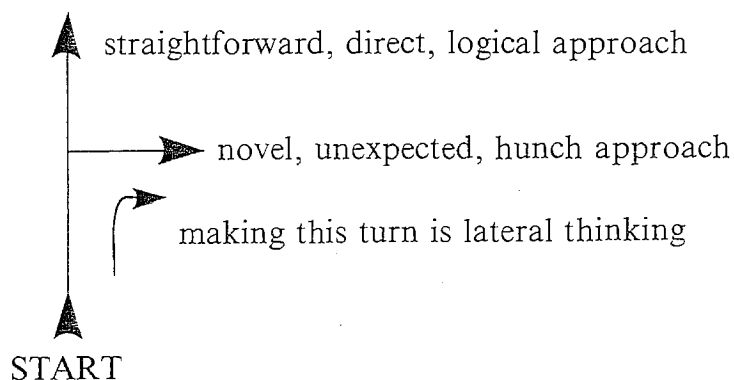 straightforward, direct, logical approach
novel, unexpected, hunch approach
making this turn is lateral thinking
START